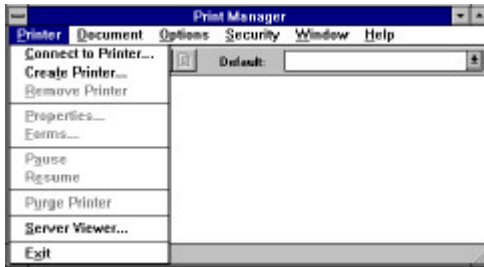 Print Manager
Printer Document Options Security Window Help
Connect to Printer...
Create Printer...
Remove Printer
Default:
Properties...
Forms...
Pause
Resume
Purge Printer
Server Viewer...
Exit